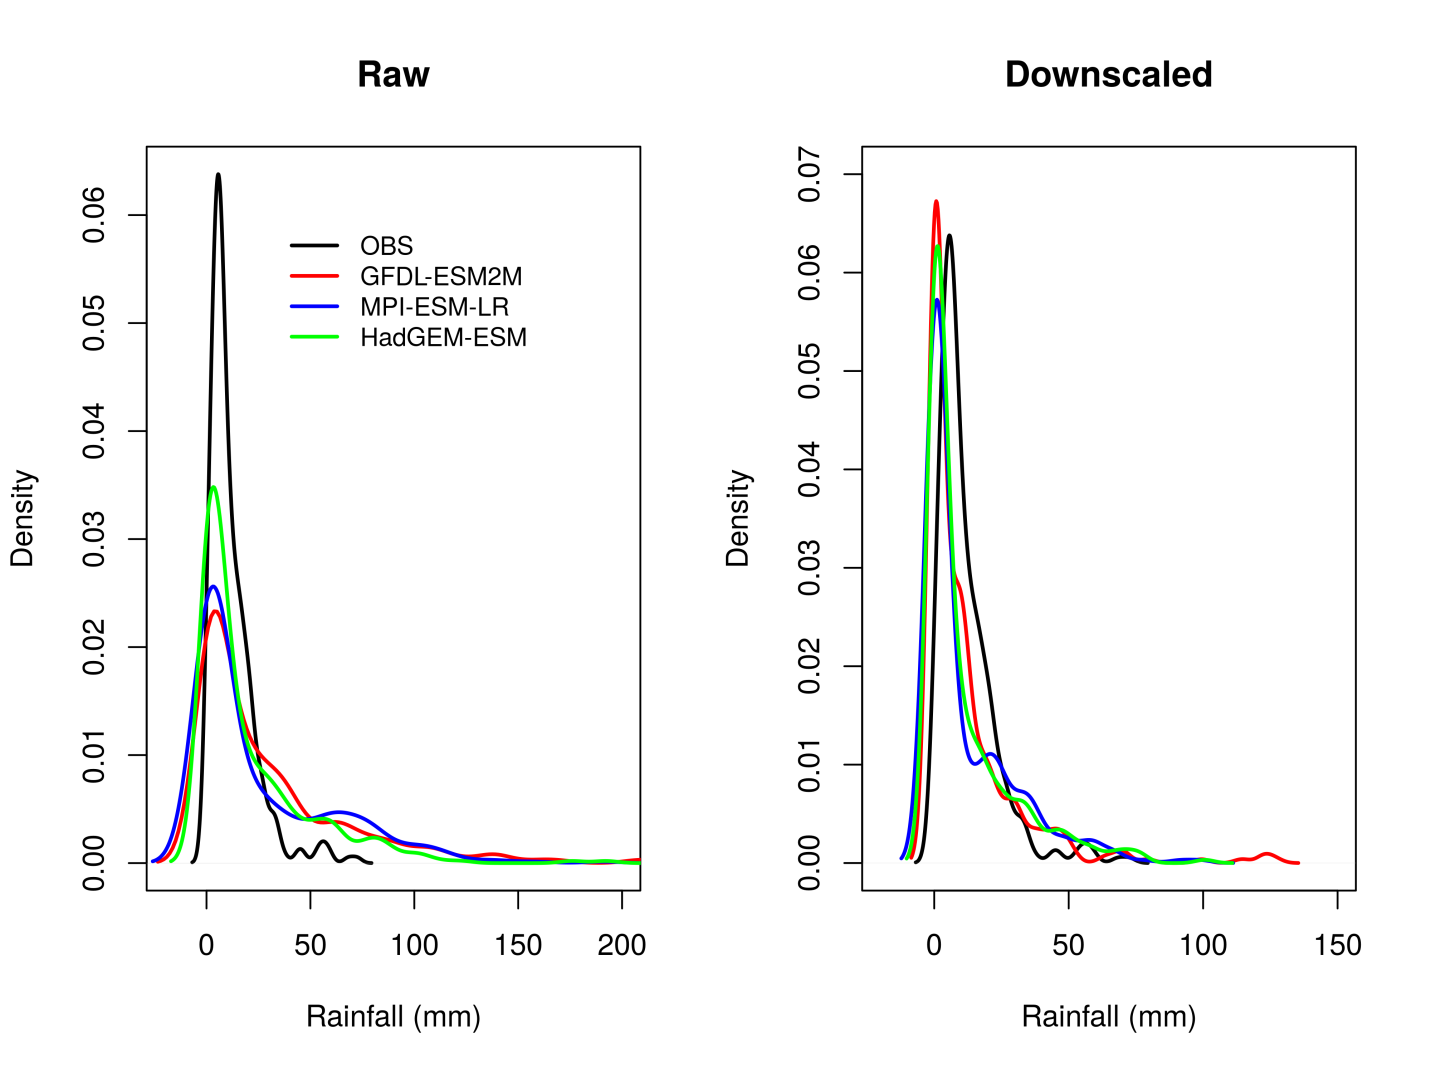 Raw
Density
0.00
0.01
0.02
0.03
0.04
0.05
0.06
OBS
GFDL-ESM2M
MPI-ESM-LR
HadGEM-ESM
0 50 100 150 200
Rainfall (mm)
Downscaled
Density
0.00
0.01
0.02
0.03
0.04
0.05
0.06
0.07
0 50 100 150
Rainfall (mm)